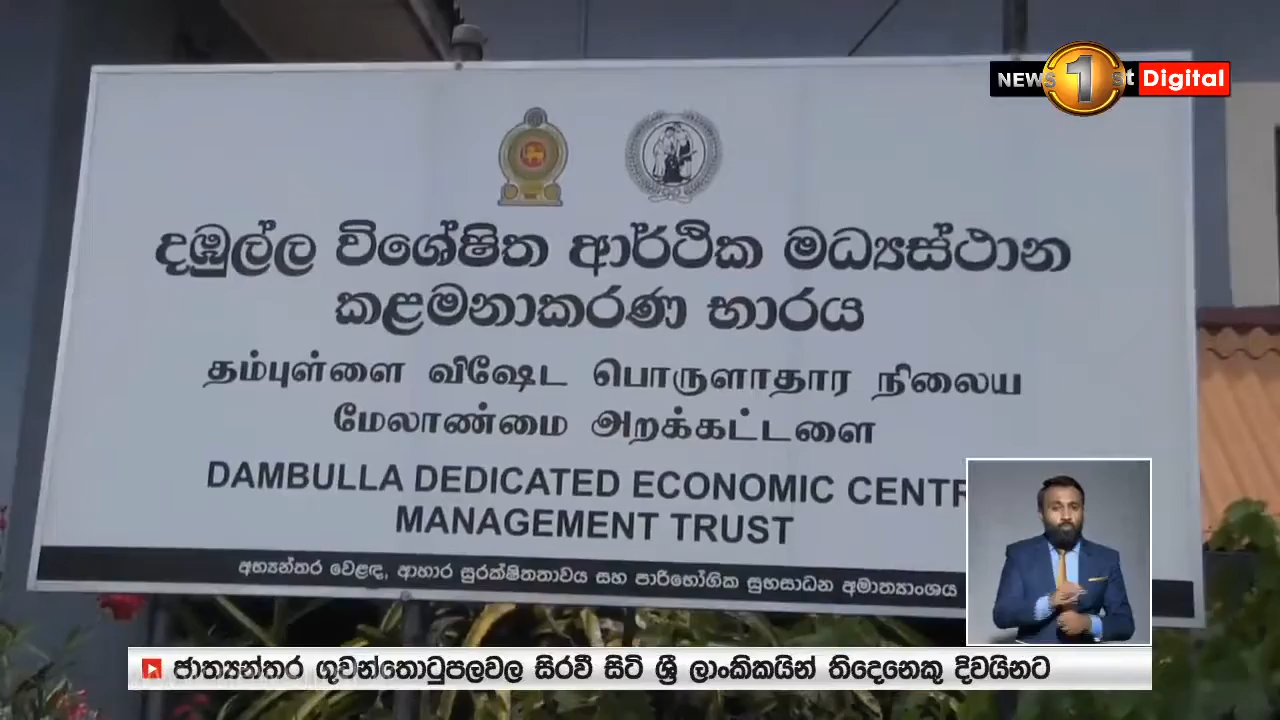 NEWS 1st Digital
දඹුල්ල විශේෂිත ආර්ථික මධ්‍යස්ථාන
කළමනාකරණ භාරය
தம்புள்ளை விஷேட பொருளாதார நிலைய
மேலாண்மை அறக்கட்டளை
DAMBULLA DEDICATED ECONOMIC CENTR
MANAGEMENT TRUST
අභ්‍යන්තර වෙළඳ, ආහාර සුරක්ෂිතතාවය සහ පාරිභෝගික සුභසාධන අමාත්‍යාංශය
ජාත්‍යන්තර ගුවන්තොටුපලවල සිරවී සිටි ශ්‍රී ලාංකිකයින් තිදෙනෙකු දිවයිනට